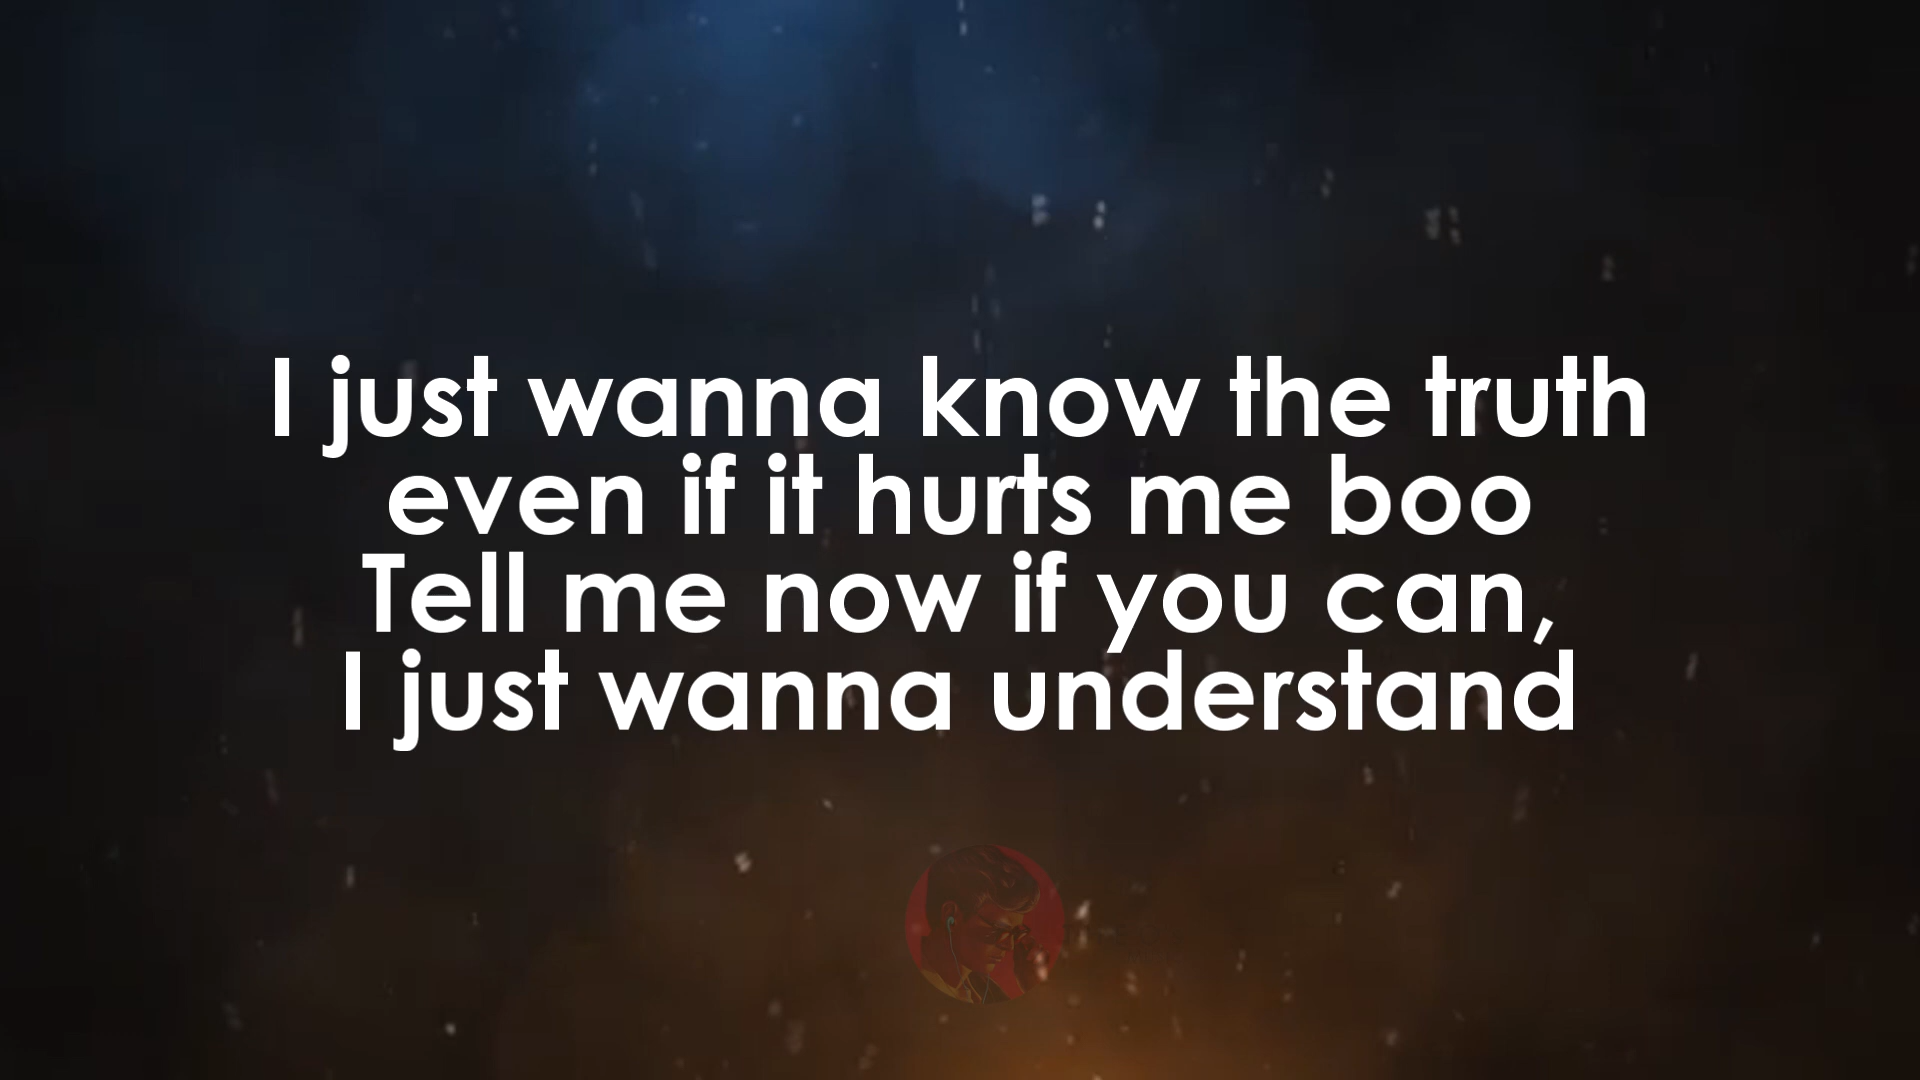 I just wanna know the truth
even if it hurts me boo
Tell me now if you can,
I just wanna understand